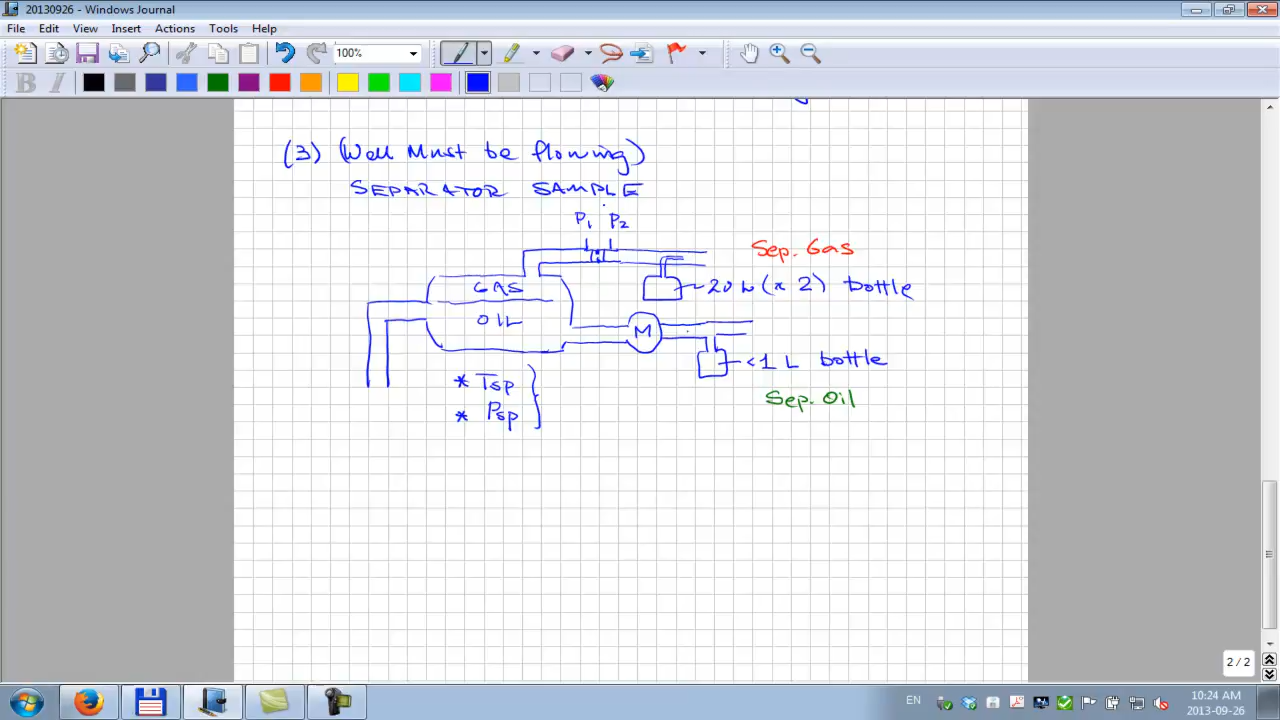 20130926 - Windows Journal
File Edit View Insert Actions Tools Help
100%
B I
(3) (Well Must be flowing)
SEPARATOR SAMPLE
P1 P2
Sep. Gas
GAS
20 L (x 2) bottle
OIL
M
<1 L bottle
* Tsp
Sep. Oil
* Psp
2 / 2
EN
10:24 AM
2013-09-26